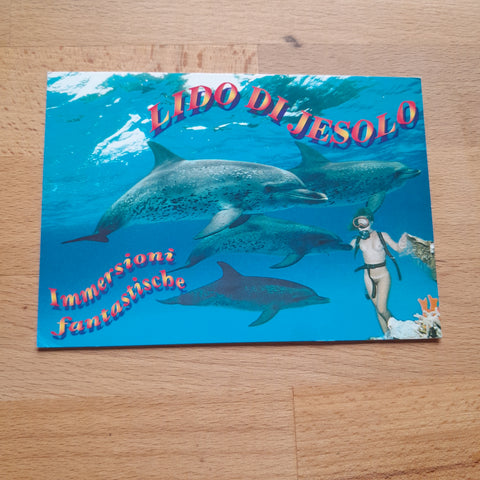 LIDO DI JESOLO
Immersioni
fantastische